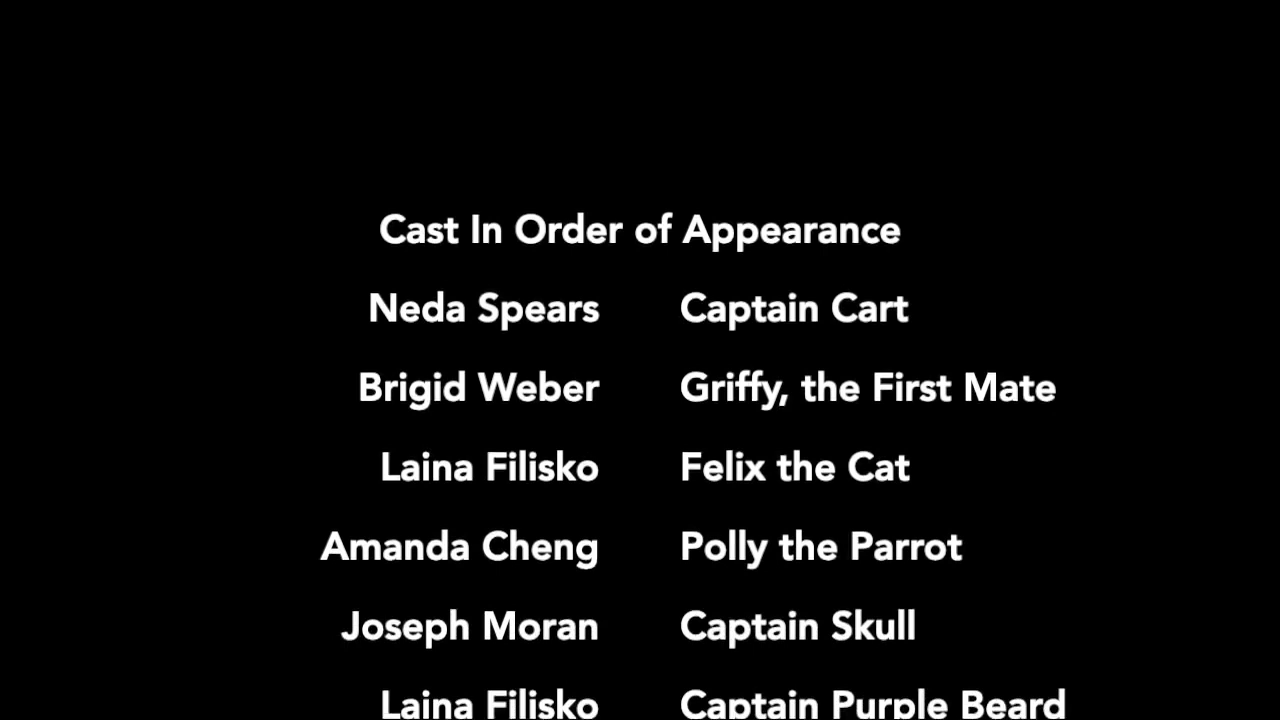 Cast In Order of Appearance
Neda Spears Captain Cart
Brigid Weber Griffy, the First Mate
Laina Filisko Felix the Cat
Amanda Cheng Polly the Parrot
Joseph Moran Captain Skull
Laina Filisko Captain Purple Beard